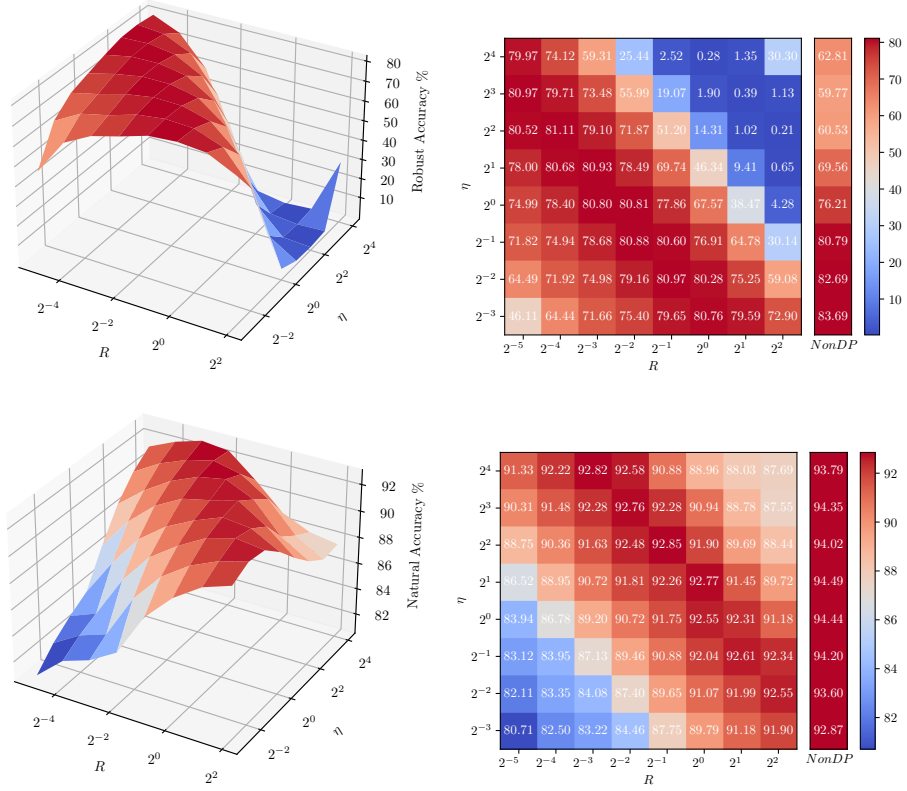 80
70
60
50
40
30
20
10
Robust Accuracy %
2^-4
2^-2
2^0
2^2
R
2^-2
2^0
2^2
2^4
η
2^4 79.97 74.12 59.31 25.44 2.52 0.28 1.35 30.30 62.81
2^3 80.97 79.71 73.48 55.99 19.07 1.90 0.39 1.13 59.77
2^2 80.52 81.11 79.10 71.87 51.20 14.31 1.02 0.21 60.53
2^1 78.00 80.68 80.93 78.49 69.74 46.34 9.41 0.65 69.56
2^0 74.99 78.40 80.80 80.81 77.86 67.57 38.47 4.28 76.21
2^-1 71.82 74.94 78.68 80.88 80.60 76.91 64.78 30.14 80.79
2^-2 64.49 71.92 74.98 79.16 80.97 80.28 75.25 59.08 82.69
2^-3 46.11 64.44 71.66 75.40 79.65 80.76 79.59 72.90 83.69
η
2^-5 2^-4 2^-3 2^-2 2^-1 2^0 2^1 2^2 NonDP
R
80
70
60
50
40
30
20
10
92
90
88
86
84
82
Natural Accuracy %
2^-4
2^-2
2^0
2^2
R
2^-2
2^0
2^2
2^4
η
2^4 91.33 92.22 92.82 92.58 90.88 88.96 88.03 87.69 93.79
2^3 90.31 91.48 92.28 92.76 92.28 90.94 88.78 87.55 94.35
2^2 88.75 90.36 91.63 92.48 92.85 91.90 89.69 88.44 94.02
2^1 86.52 88.95 90.72 91.81 92.26 92.77 91.45 89.72 94.49
2^0 83.94 86.78 89.20 90.72 91.75 92.55 92.31 91.18 94.44
2^-1 83.12 83.95 87.13 89.46 90.88 92.04 92.61 92.34 94.20
2^-2 82.11 83.35 84.08 87.40 89.65 91.07 91.99 92.55 93.60
2^-3 80.71 82.50 83.22 84.46 87.75 89.79 91.18 91.90 92.87
η
2^-5 2^-4 2^-3 2^-2 2^-1 2^0 2^1 2^2 NonDP
R
92
90
88
86
84
82